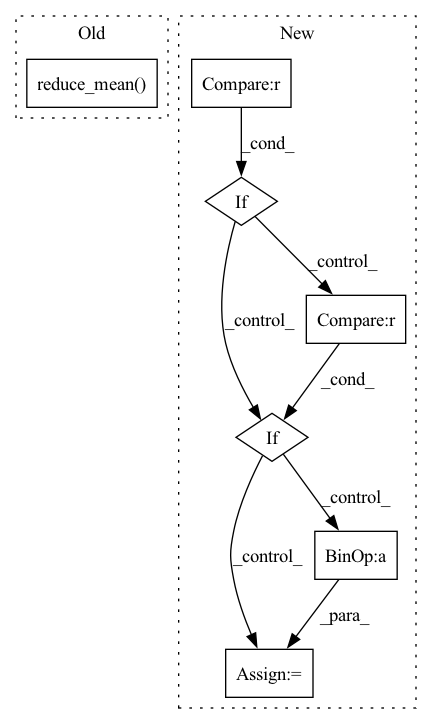 Old
New
reduce_mean()
Compare:r
_cond_
If
_control_
_control_
Compare:r
_cond_
If
_control_
_control_
BinOp:a
_para_
Assign:=